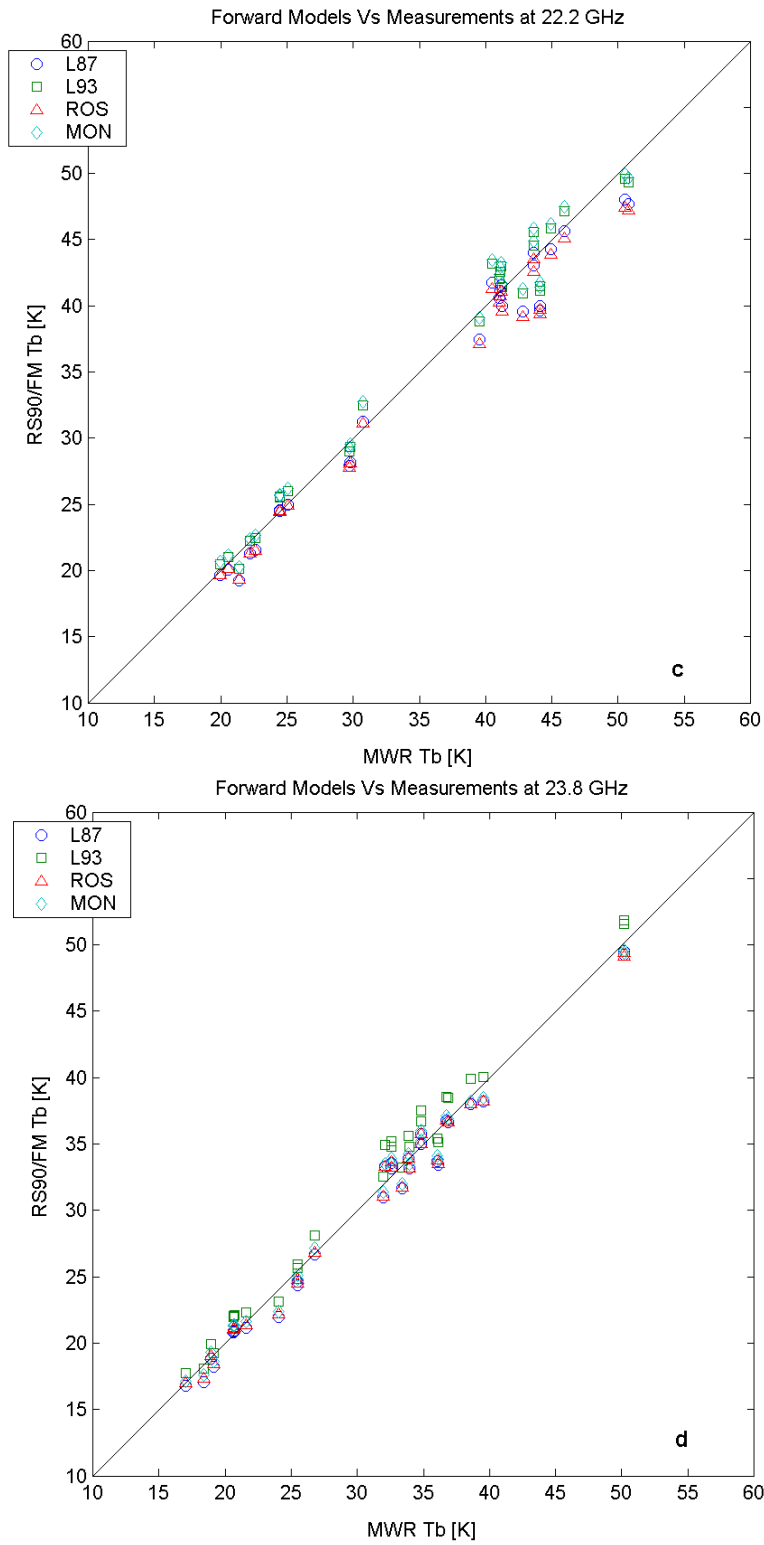 Forward Models Vs Measurements at 22.2 GHz
60
55
50
45
40
35
30
25
20
15
10
RS90/FM Tb [K]
L87
L93
ROS
MON
c
10 15 20 25 30 35 40 45 50 55 60
MWR Tb [K]
Forward Models Vs Measurements at 23.8 GHz
60
50
45
40
35
30
25
20
15
10
RS90/FM Tb [K]
L87
L93
ROS
MON
d
10 15 20 25 30 35 40 45 50 55 60
MWR Tb [K]